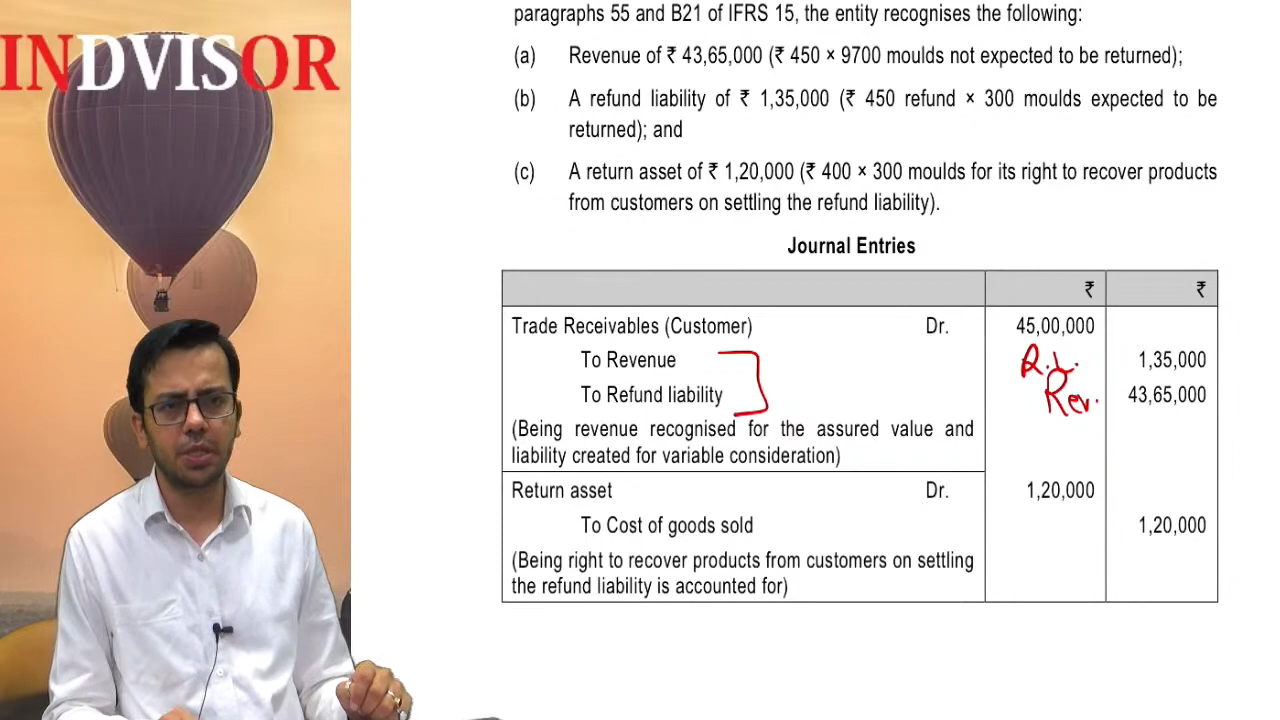 INDVISOR
paragraphs 55 and B21 of IFRS 15, the entity recognises the following:
(a) Revenue of ₹ 43,65,000 (₹ 450 × 9700 moulds not expected to be returned);
(b) A refund liability of ₹ 1,35,000 (₹ 450 refund × 300 moulds expected to be
returned); and
(c) A return asset of ₹ 1,20,000 (₹ 400 × 300 moulds for its right to recover products
from customers on settling the refund liability).
Journal Entries
₹ ₹
Trade Receivables (Customer) Dr. 45,00,000
To Revenue R.L. 1,35,000
To Refund liability Rev. 43,65,000
(Being revenue recognised for the assured value and
liability created for variable consideration)
Return asset Dr. 1,20,000
To Cost of goods sold 1,20,000
(Being right to recover products from customers on settling
the refund liability is accounted for)